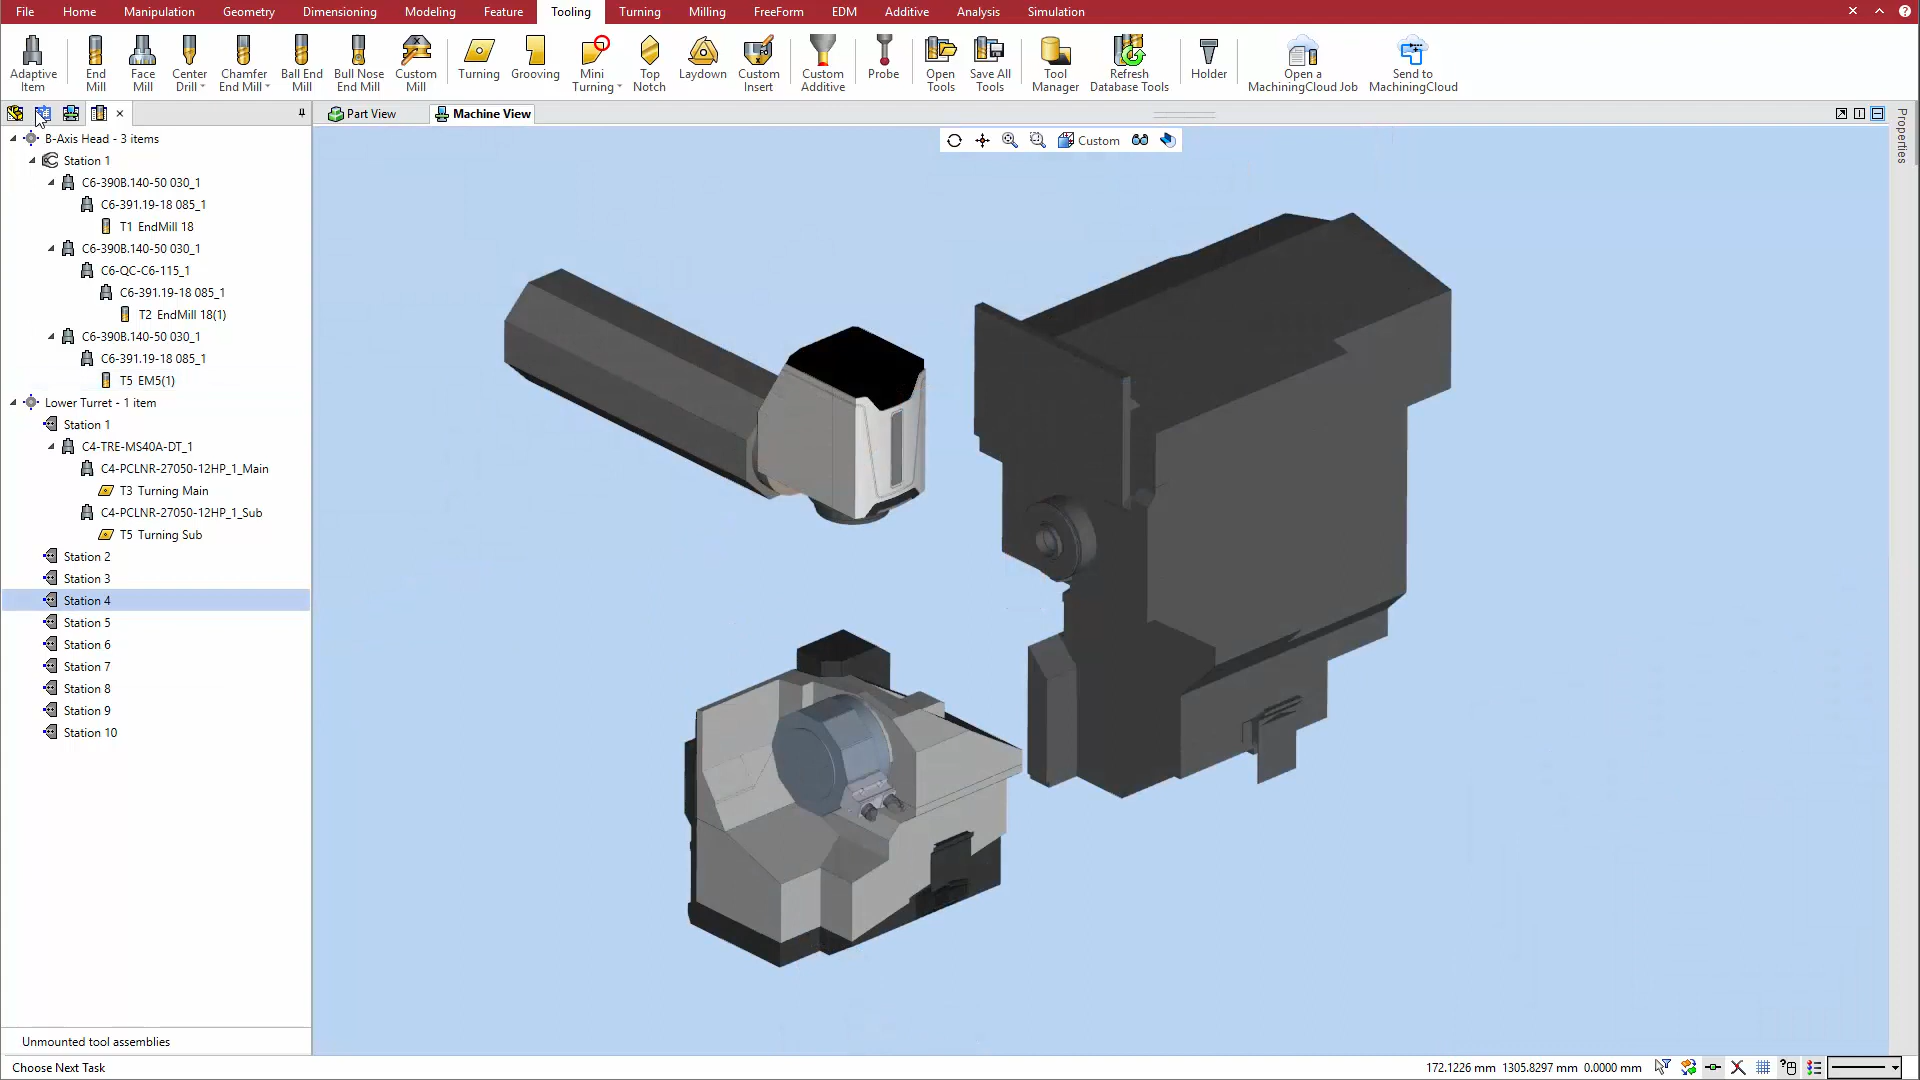 File Home Manipulation Geometry Dimensioning Modeling Feature Tooling Turning Milling FreeForm EDM Additive Analysis Simulation
Adaptive Item
End Mill
Face Mill
Center Drill
Chamfer End Mill
Ball End Mill
Bull Nose End Mill
Custom Mill
Turning
Grooving
Mini Turning
Top Notch
Laydown
Custom Insert
Custom Additive
Probe
Open Tools
Save All Tools
Tool Manager
Refresh Database Tools
Holder
Open a MachiningCloud Job
Send to MachiningCloud
Part View
Machine View
Custom
Properties
B-Axis Head - 3 items
Station 1
C6-390B.140-50 030_1
C6-391.19-18 085_1
T1 EndMill 18
C6-390B.140-50 030_1
C6-QC-C6-115_1
C6-391.19-18 085_1
T2 EndMill 18(1)
C6-390B.140-50 030_1
C6-391.19-18 085_1
T5 EM5(1)
Lower Turret - 1 item
Station 1
C4-TRE-MS40A-DT_1
C4-PCLNR-27050-12HP_1_Main
T3 Turning Main
C4-PCLNR-27050-12HP_1_Sub
T5 Turning Sub
Station 2
Station 3
Station 4
Station 5
Station 6
Station 7
Station 8
Station 9
Station 10
Unmounted tool assemblies
Choose Next Task
172.1226 mm 1305.8297 mm 0.0000 mm